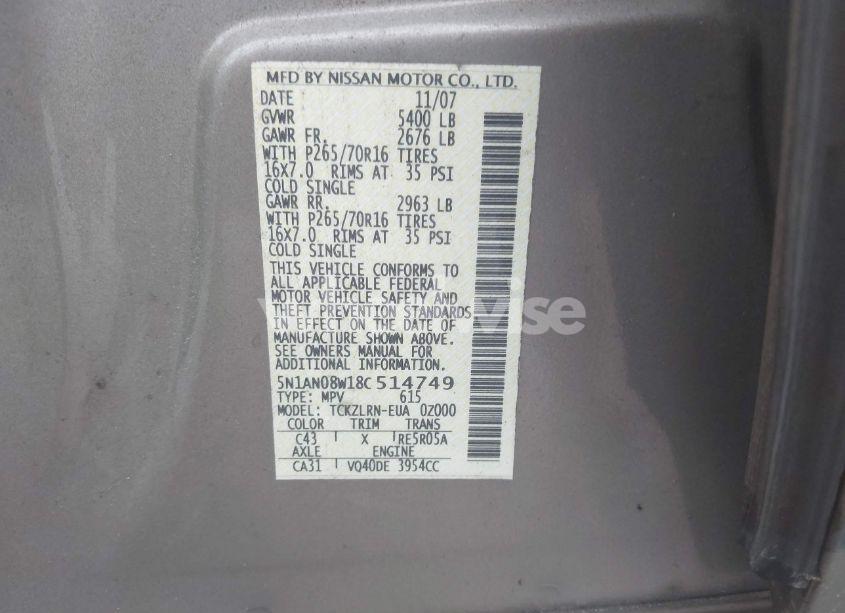 MFD BY NISSAN MOTOR CO., LTD.
DATE 11/07
GVWR 5400 LB
GAWR FR. 2676 LB
WITH P265/70R16 TIRES
16X7.0 RIMS AT 35 PSI
COLD SINGLE
GAWR RR. 2963 LB
WITH P265/70R16 TIRES
16X7.0 RIMS AT 35 PSI
COLD SINGLE
THIS VEHICLE CONFORMS TO
ALL APPLICABLE FEDERAL
MOTOR VEHICLE SAFETY AND
THEFT PREVENTION STANDARDS
IN EFFECT ON THE DATE OF
MANUFACTURE SHOWN ABOVE.
SEE OWNERS MANUAL FOR
ADDITIONAL INFORMATION.
5N1AN08W18C514749
TYPE: MPV 615
MODEL: TCKZLRN-EUA 0Z000
COLOR TRIM TRANS
C43 X RE5R05A
AXLE ENGINE
CA31 VQ40DE 3954CC